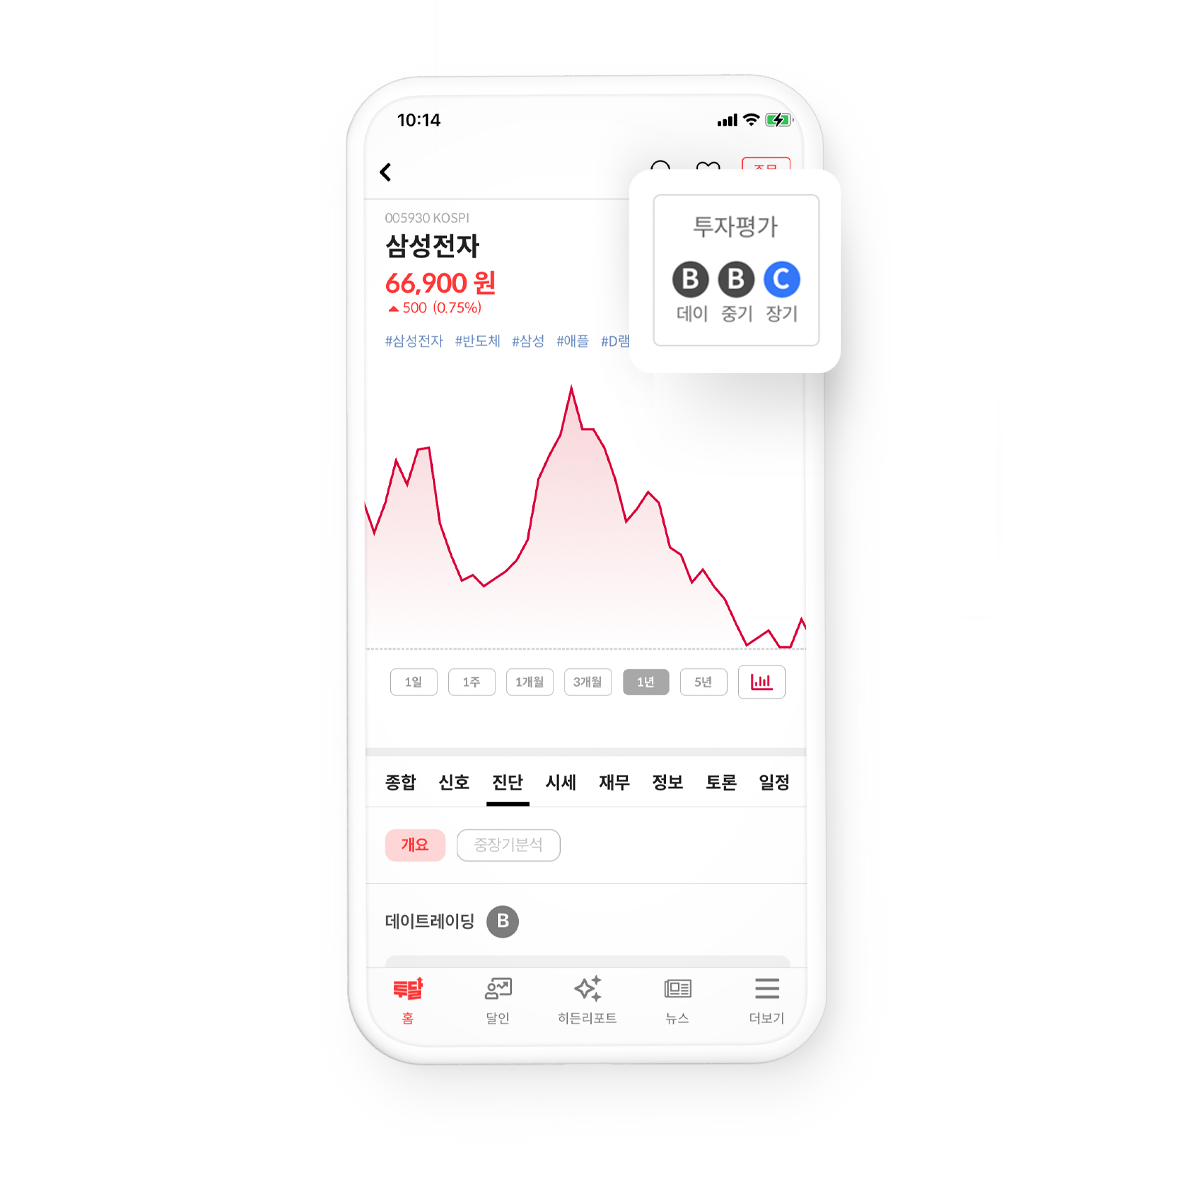 10:14
005930 KOSPI
삼성전자
66,900 원
▲ 500 (0.75%)
#삼성전자 #반도체 #삼성 #애플 #D램
투자평가
B B C
데이 중기 장기
1일 1주 1개월 3개월 1년 5년
종합 신호 진단 시세 재무 정보 토론 일정
개요 중장기분석
데이트레이딩 B
투달
홈 달인 히든리포트 뉴스 더보기